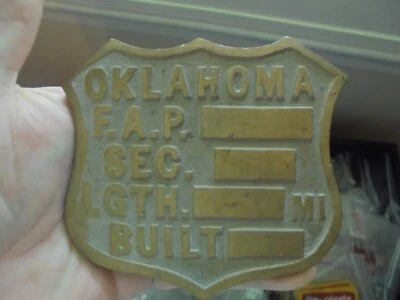 OKLAHOMA
F.A.P.
SEC.
LGTH. MI
BUILT